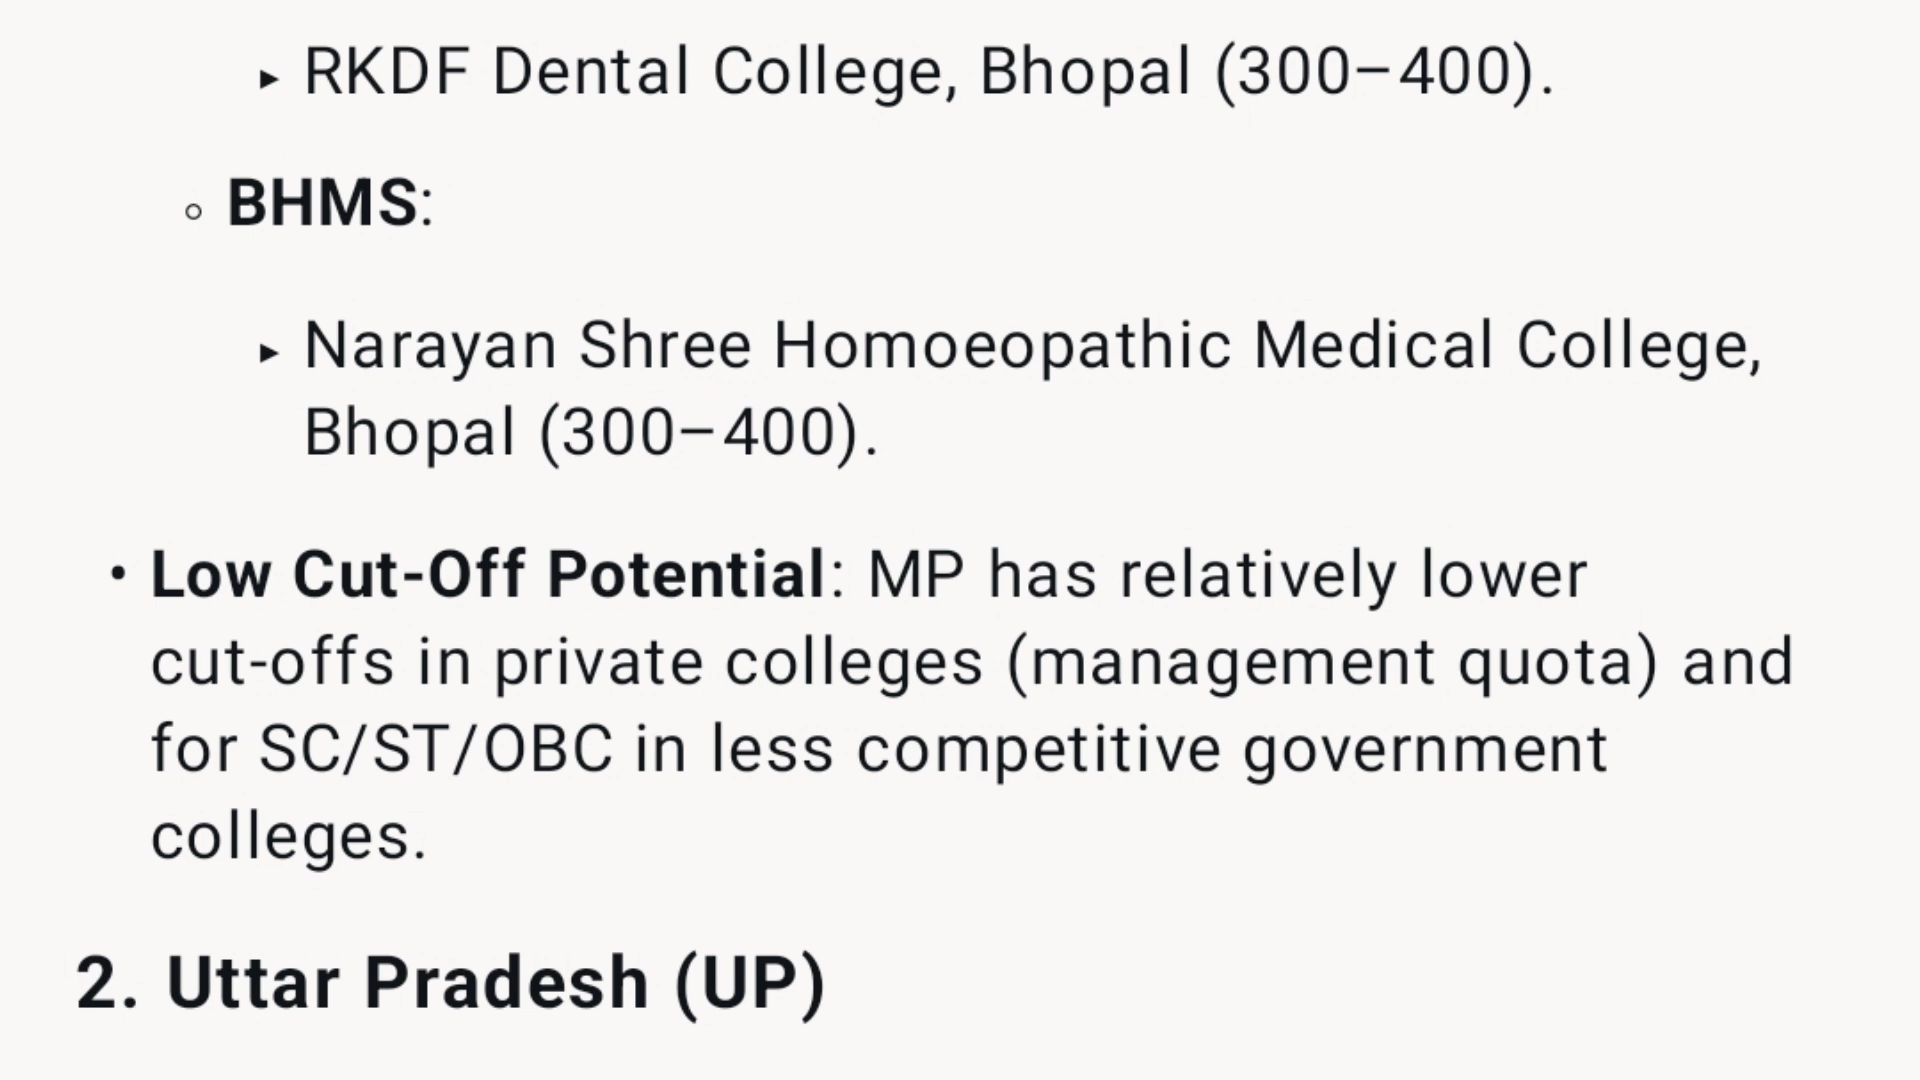 ▸ RKDF Dental College, Bhopal (300–400).
◦ BHMS:
▸ Narayan Shree Homoeopathic Medical College,
Bhopal (300–400).
• Low Cut-Off Potential: MP has relatively lower
cut-offs in private colleges (management quota) and
for SC/ST/OBC in less competitive government
colleges.
2. Uttar Pradesh (UP)